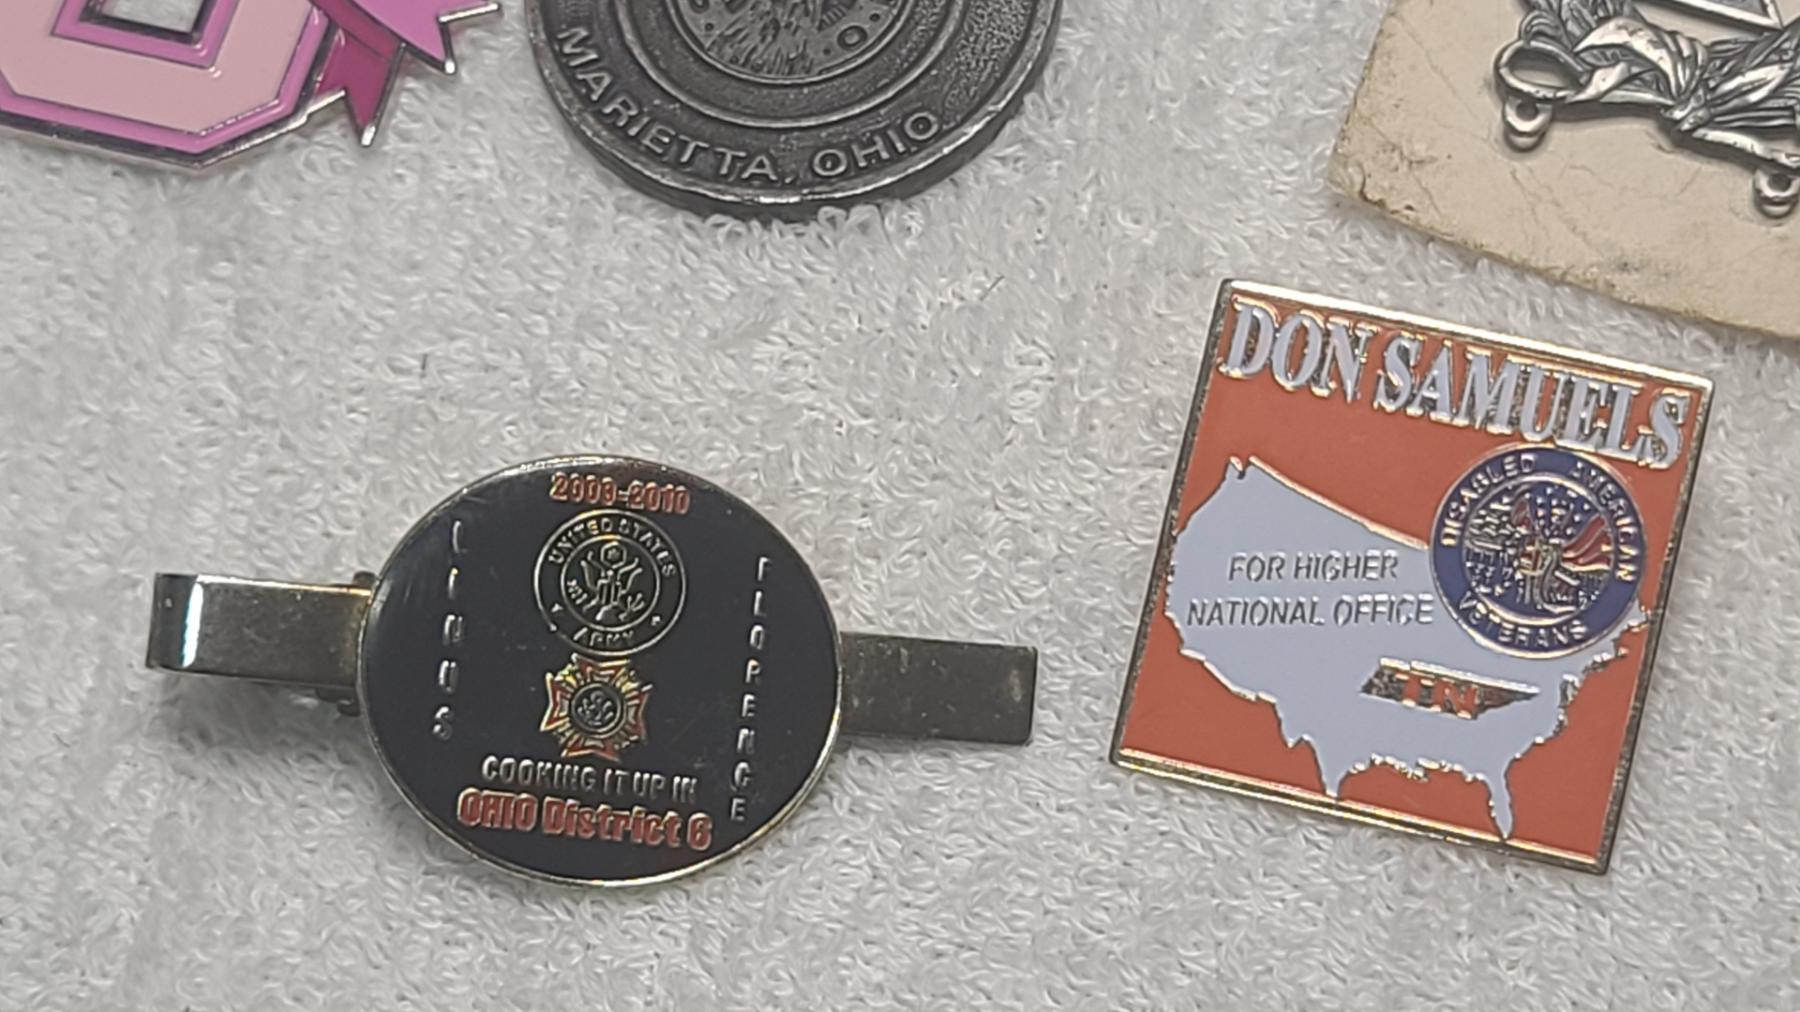 MARIETTA, OHIO
DON SAMUELS
DISABLED AMERICAN
VETERANS
FOR HIGHER
NATIONAL OFFICE
TN
2009-2010
UNITED STATES
ARMY
LINUS
FLORENCE
COOKING IT UP IN
OHIO District 6